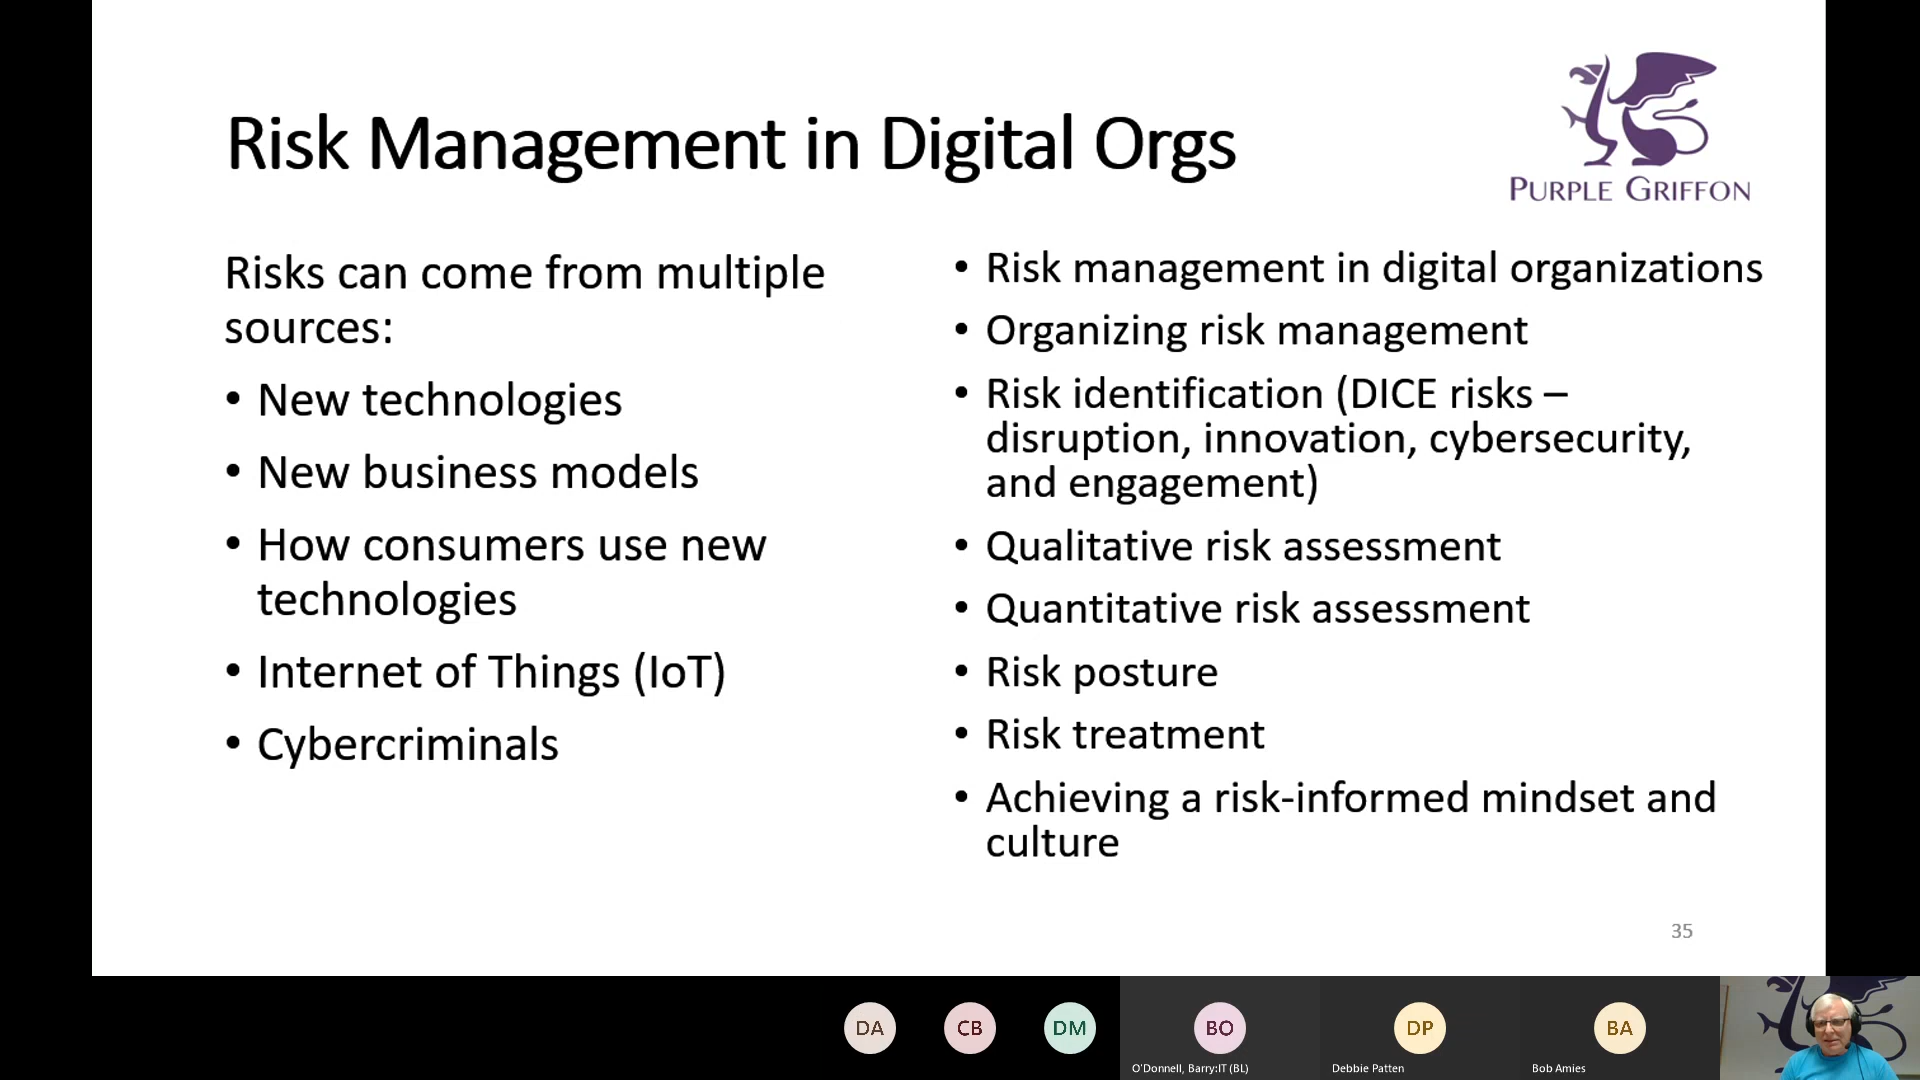 Risk Management in Digital Orgs
PURPLE GRIFFON
Risks can come from multiple
sources:
• New technologies
• New business models
• How consumers use new
technologies
• Internet of Things (IoT)
• Cybercriminals
• Risk management in digital organizations
• Organizing risk management
• Risk identification (DICE risks –
disruption, innovation, cybersecurity,
and engagement)
• Qualitative risk assessment
• Quantitative risk assessment
• Risk posture
• Risk treatment
• Achieving a risk-informed mindset and
culture
35
DA
CB
DM
BO
DP
BA
O'Donnell, Barry:IT (BL)
Debbie Patten
Bob Amies